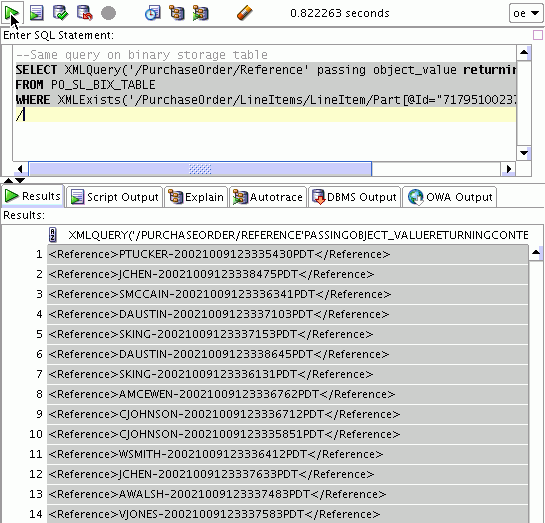 0.822263 seconds
oe
Enter SQL Statement:
--Same query on binary storage table
SELECT XMLQuery('/PurchaseOrder/Reference' passing object_value returnin
FROM PO_SL_BIX_TABLE
WHERE XMLExists('/PurchaseOrder/LineItems/LineItem/Part[@Id="7179510023
/
Results Script Output Explain Autotrace DBMS Output OWA Output
Results:
XMLQUERY('/PURCHASEORDER/REFERENCE'PASSINGOBJECT_VALUERETURNINGCONTE
1 <Reference>PTUCKER-20021009123335430PDT</Reference>
2 <Reference>JCHEN-20021009123338475PDT</Reference>
3 <Reference>SMCCAIN-20021009123336341PDT</Reference>
4 <Reference>DAUSTIN-20021009123337103PDT</Reference>
5 <Reference>SKING-20021009123337153PDT</Reference>
6 <Reference>DAUSTIN-20021009123338645PDT</Reference>
7 <Reference>SKING-20021009123336131PDT</Reference>
8 <Reference>AMCEWEN-20021009123336762PDT</Reference>
9 <Reference>CJOHNSON-20021009123336712PDT</Reference>
10 <Reference>CJOHNSON-20021009123335851PDT</Reference>
11 <Reference>WSMITH-20021009123336412PDT</Reference>
12 <Reference>JCHEN-20021009123337633PDT</Reference>
13 <Reference>AWALSH-20021009123337483PDT</Reference>
14 <Reference>VJONES-20021009123337583PDT</Reference>